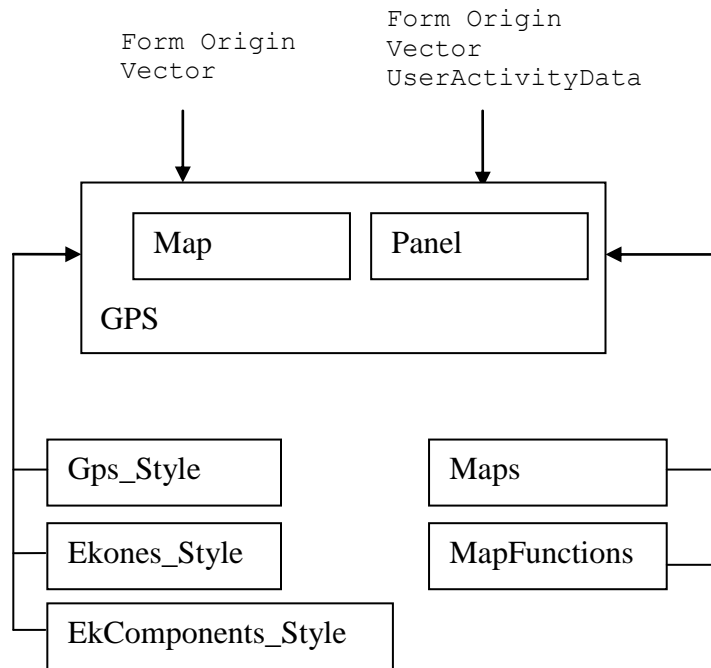 Form Origin
Vector
Form Origin
Vector
UserActivityData
Map
Panel
GPS
Gps_Style
Maps
Ekones_Style
MapFunctions
EkComponents_Style